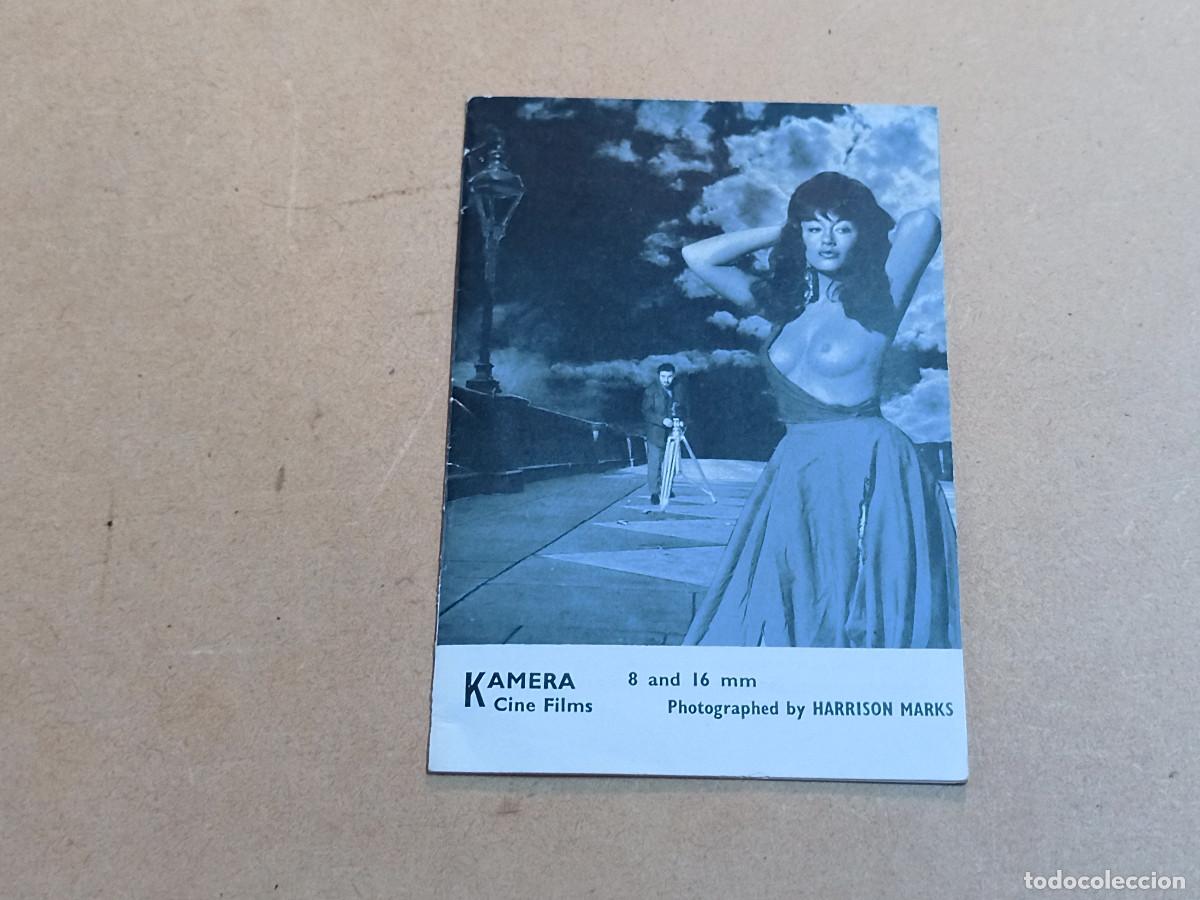 KAMERA 8 and 16 mm
Cine Films Photographed by HARRISON MARKS
todocoleccion